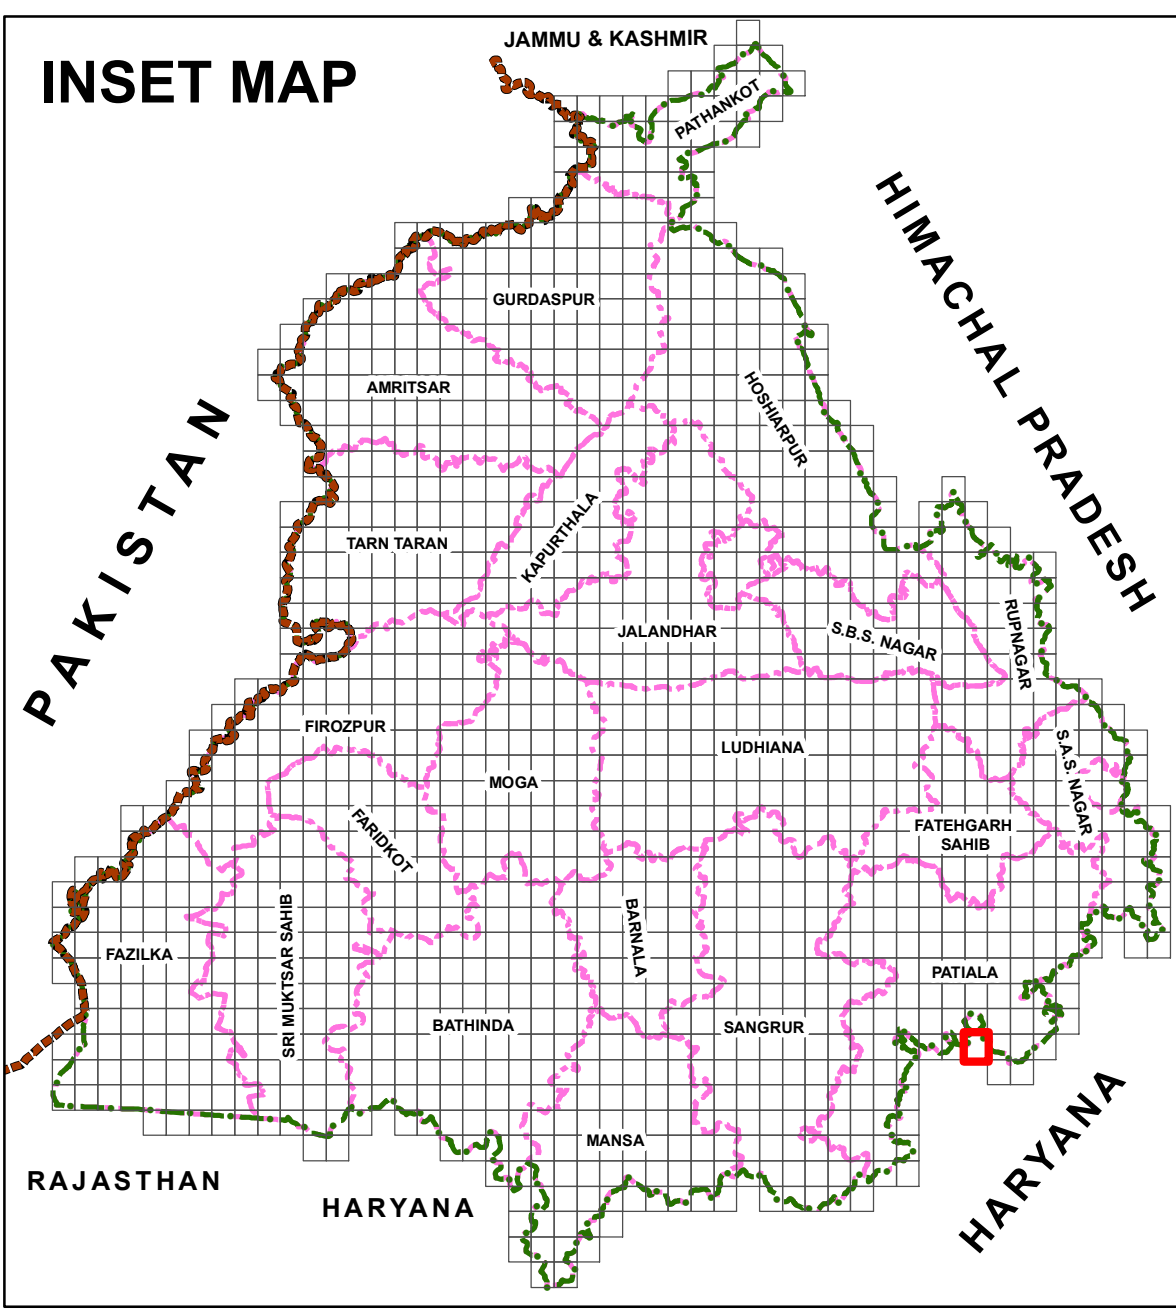 JAMMU & KASHMIR
INSET MAP
PATHANKOT
HIMACHAL PRADESH
GURDASPUR
AMRITSAR
HOSHIARPUR
PAKISTAN
KAPURTHALA
TARN TARAN
JALANDHAR
S.B.S. NAGAR
RUPNAGAR
FIROZPUR
LUDHIANA
S.A.S. NAGAR
MOGA
FARIDKOT
FATEHGARH
SAHIB
BARNALA
SRI MUKTSAR SAHIB
FAZILKA
PATIALA
BATHINDA
SANGRUR
MANSA
HARYANA
RAJASTHAN
HARYANA